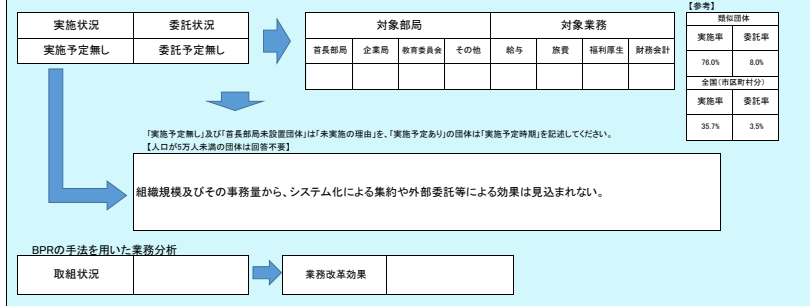 【参考】
実施状況 委託状況
実施予定無し 委託予定無し
対象部局 対象業務
首長部局 企業局 教育委員会 その他 給与 旅費 福利厚生 財務会計
類似団体
実施率 委託率
76.0% 8.0%
全国(市区町村分)
実施率 委託率
35.7% 3.5%
「実施予定無し」及び「首長部局未設置団体」は「未実施の理由」を、「実施予定あり」の団体は「実施予定時期」を記述してください。
【人口が5万人未満の団体は回答不要】
組織規模及びその事務量から、システム化による集約や外部委託等による効果は見込まれない。
BPRの手法を用いた業務分析
取組状況 業務改革効果